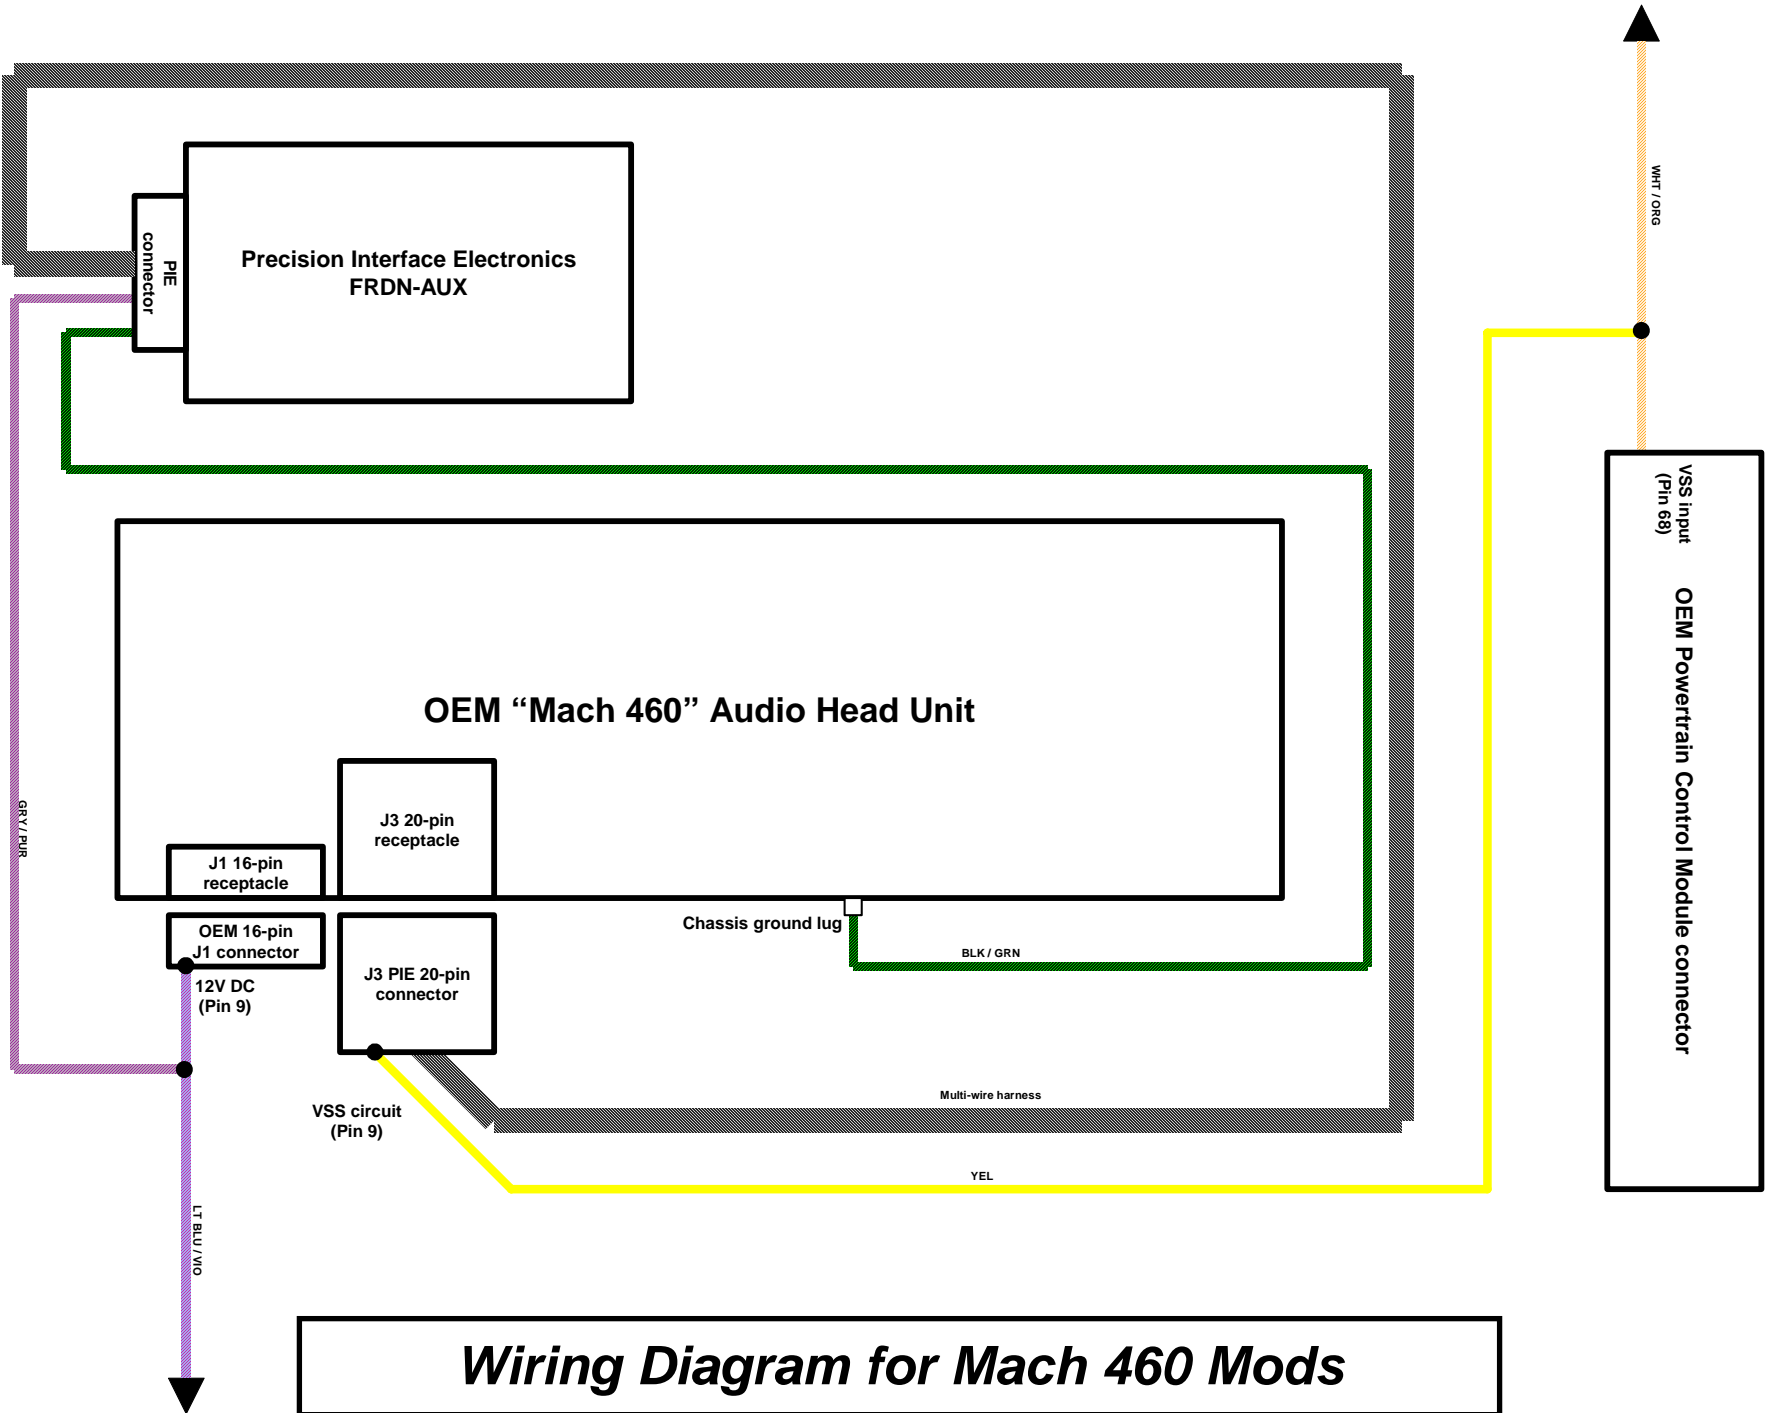 WHT / ORG
PIE
connector
Precision Interface Electronics
FRDN-AUX
VSS input
(Pin 68)
OEM Powertrain Control Module connector
OEM “Mach 460” Audio Head Unit
GRY / PUR
J3 20-pin
receptacle
J1 16-pin
receptacle
Chassis ground lug
OEM 16-pin
J1 connector
BLK / GRN
J3 PIE 20-pin
connector
12V DC
(Pin 9)
Multi-wire harness
VSS circuit
(Pin 9)
YEL
LT BLU / VIO
Wiring Diagram for Mach 460 Mods